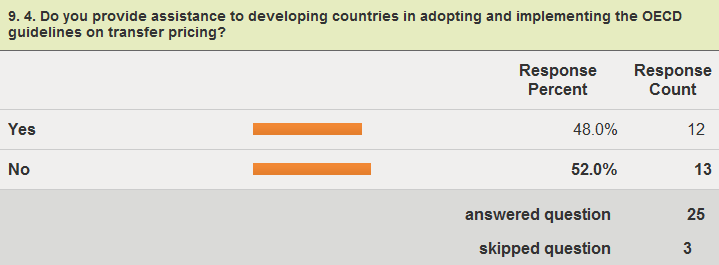 9. 4. Do you provide assistance to developing countries in adopting and implementing the OECD
guidelines on transfer pricing?
Response Percent Response Count
Yes 48.0% 12
No 52.0% 13
answered question 25
skipped question 3